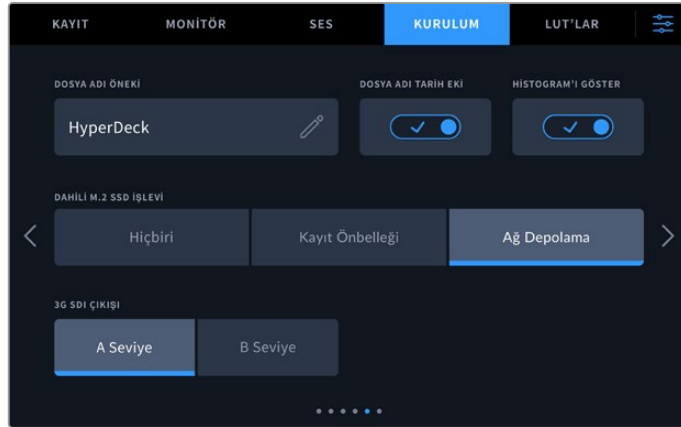 KAYIT MONİTÖR SES KURULUM LUT'LAR
DOSYA ADI ÖNEKİ DOSYA ADI TARİH EKİ HİSTOGRAM'I GÖSTER
HyperDeck
DAHİLİ M.2 SSD İŞLEVİ
Hiçbiri Kayıt Önbelleği Ağ Depolama
3G SDI ÇIKIŞI
A Seviye B Seviye